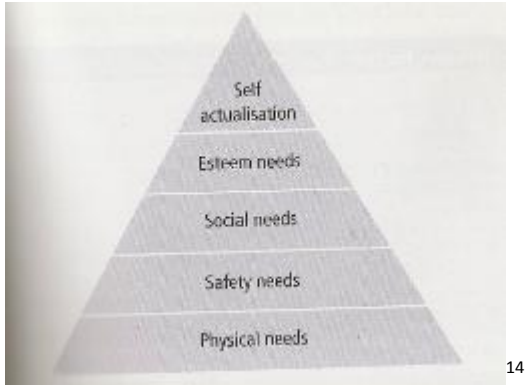 Self
actualisation
Esteem needs
Social needs
Safety needs
Physical needs
14